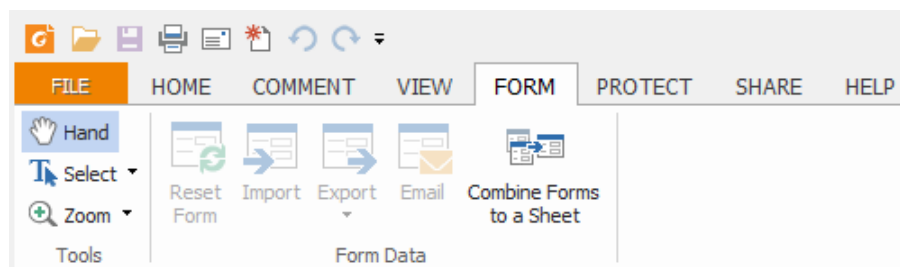 FILE HOME COMMENT VIEW FORM PROTECT SHARE HELP
Hand
Select
Zoom
Tools
Reset
Form
Import
Export
Email
Combine Forms
to a Sheet
Form Data